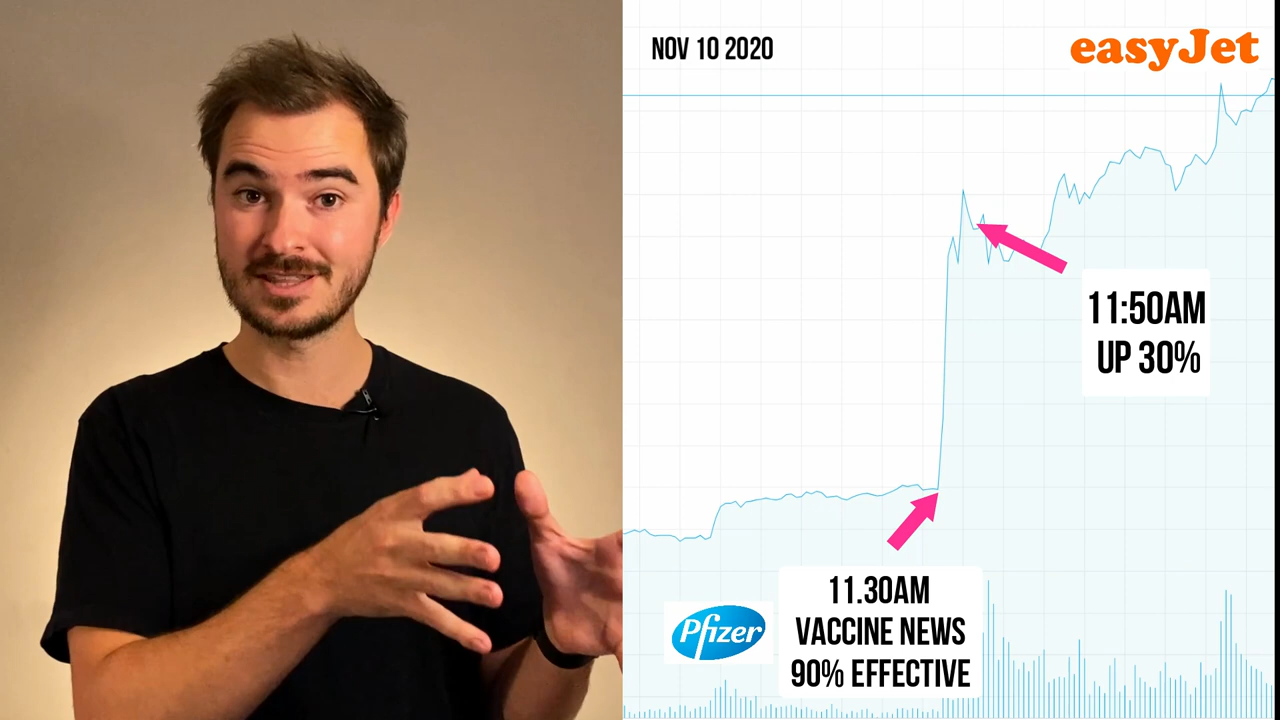 NOV 10 2020
easyJet
11:50AM
UP 30%
Pfizer
11.30AM
VACCINE NEWS
90% EFFECTIVE